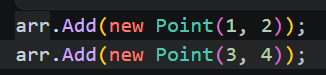 arr.Add(new Point(1, 2));
arr.Add(new Point(3, 4));